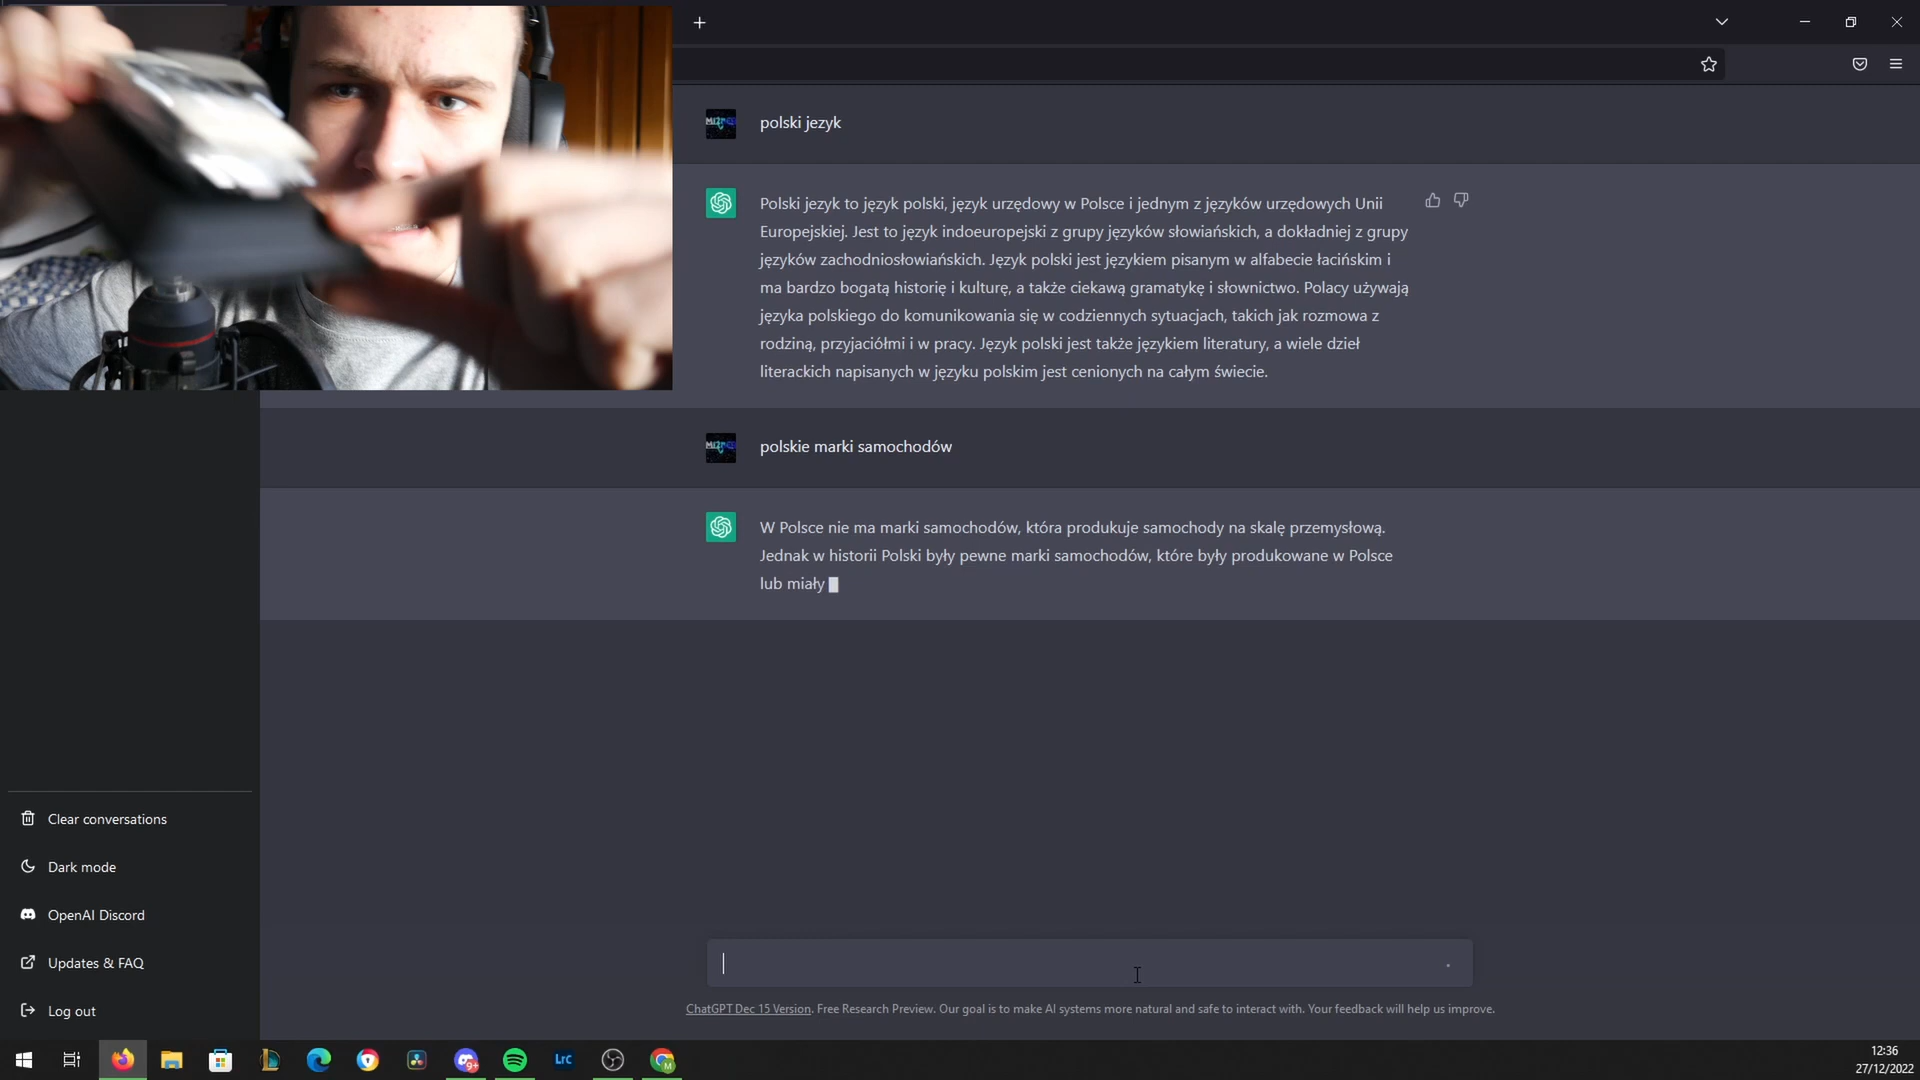 polski jezyk
Polski jezyk to język polski, język urzędowy w Polsce i jednym z języków urzędowych Unii
Europejskiej. Jest to język indoeuropejski z grupy języków słowiańskich, a dokładniej z grupy
języków zachodniosłowiańskich. Język polski jest językiem pisanym w alfabecie łacińskim i
ma bardzo bogatą historię i kulturę, a także ciekawą gramatykę i słownictwo. Polacy używają
języka polskiego do komunikowania się w codziennych sytuacjach, takich jak rozmowa z
rodziną, przyjaciółmi i w pracy. Język polski jest także językiem literatury, a wiele dzieł
literackich napisanych w języku polskim jest cenionych na całym świecie.
polskie marki samochodów
W Polsce nie ma marki samochodów, która produkuje samochody na skalę przemysłową.
Jednak w historii Polski były pewne marki samochodów, które były produkowane w Polsce
lub miały
Clear conversations
Dark mode
OpenAI Discord
Updates & FAQ
Log out
ChatGPT Dec 15 Version. Free Research Preview. Our goal is to make AI systems more natural and safe to interact with. Your feedback will help us improve.
9+
LrC
M
12:36
27/12/2022